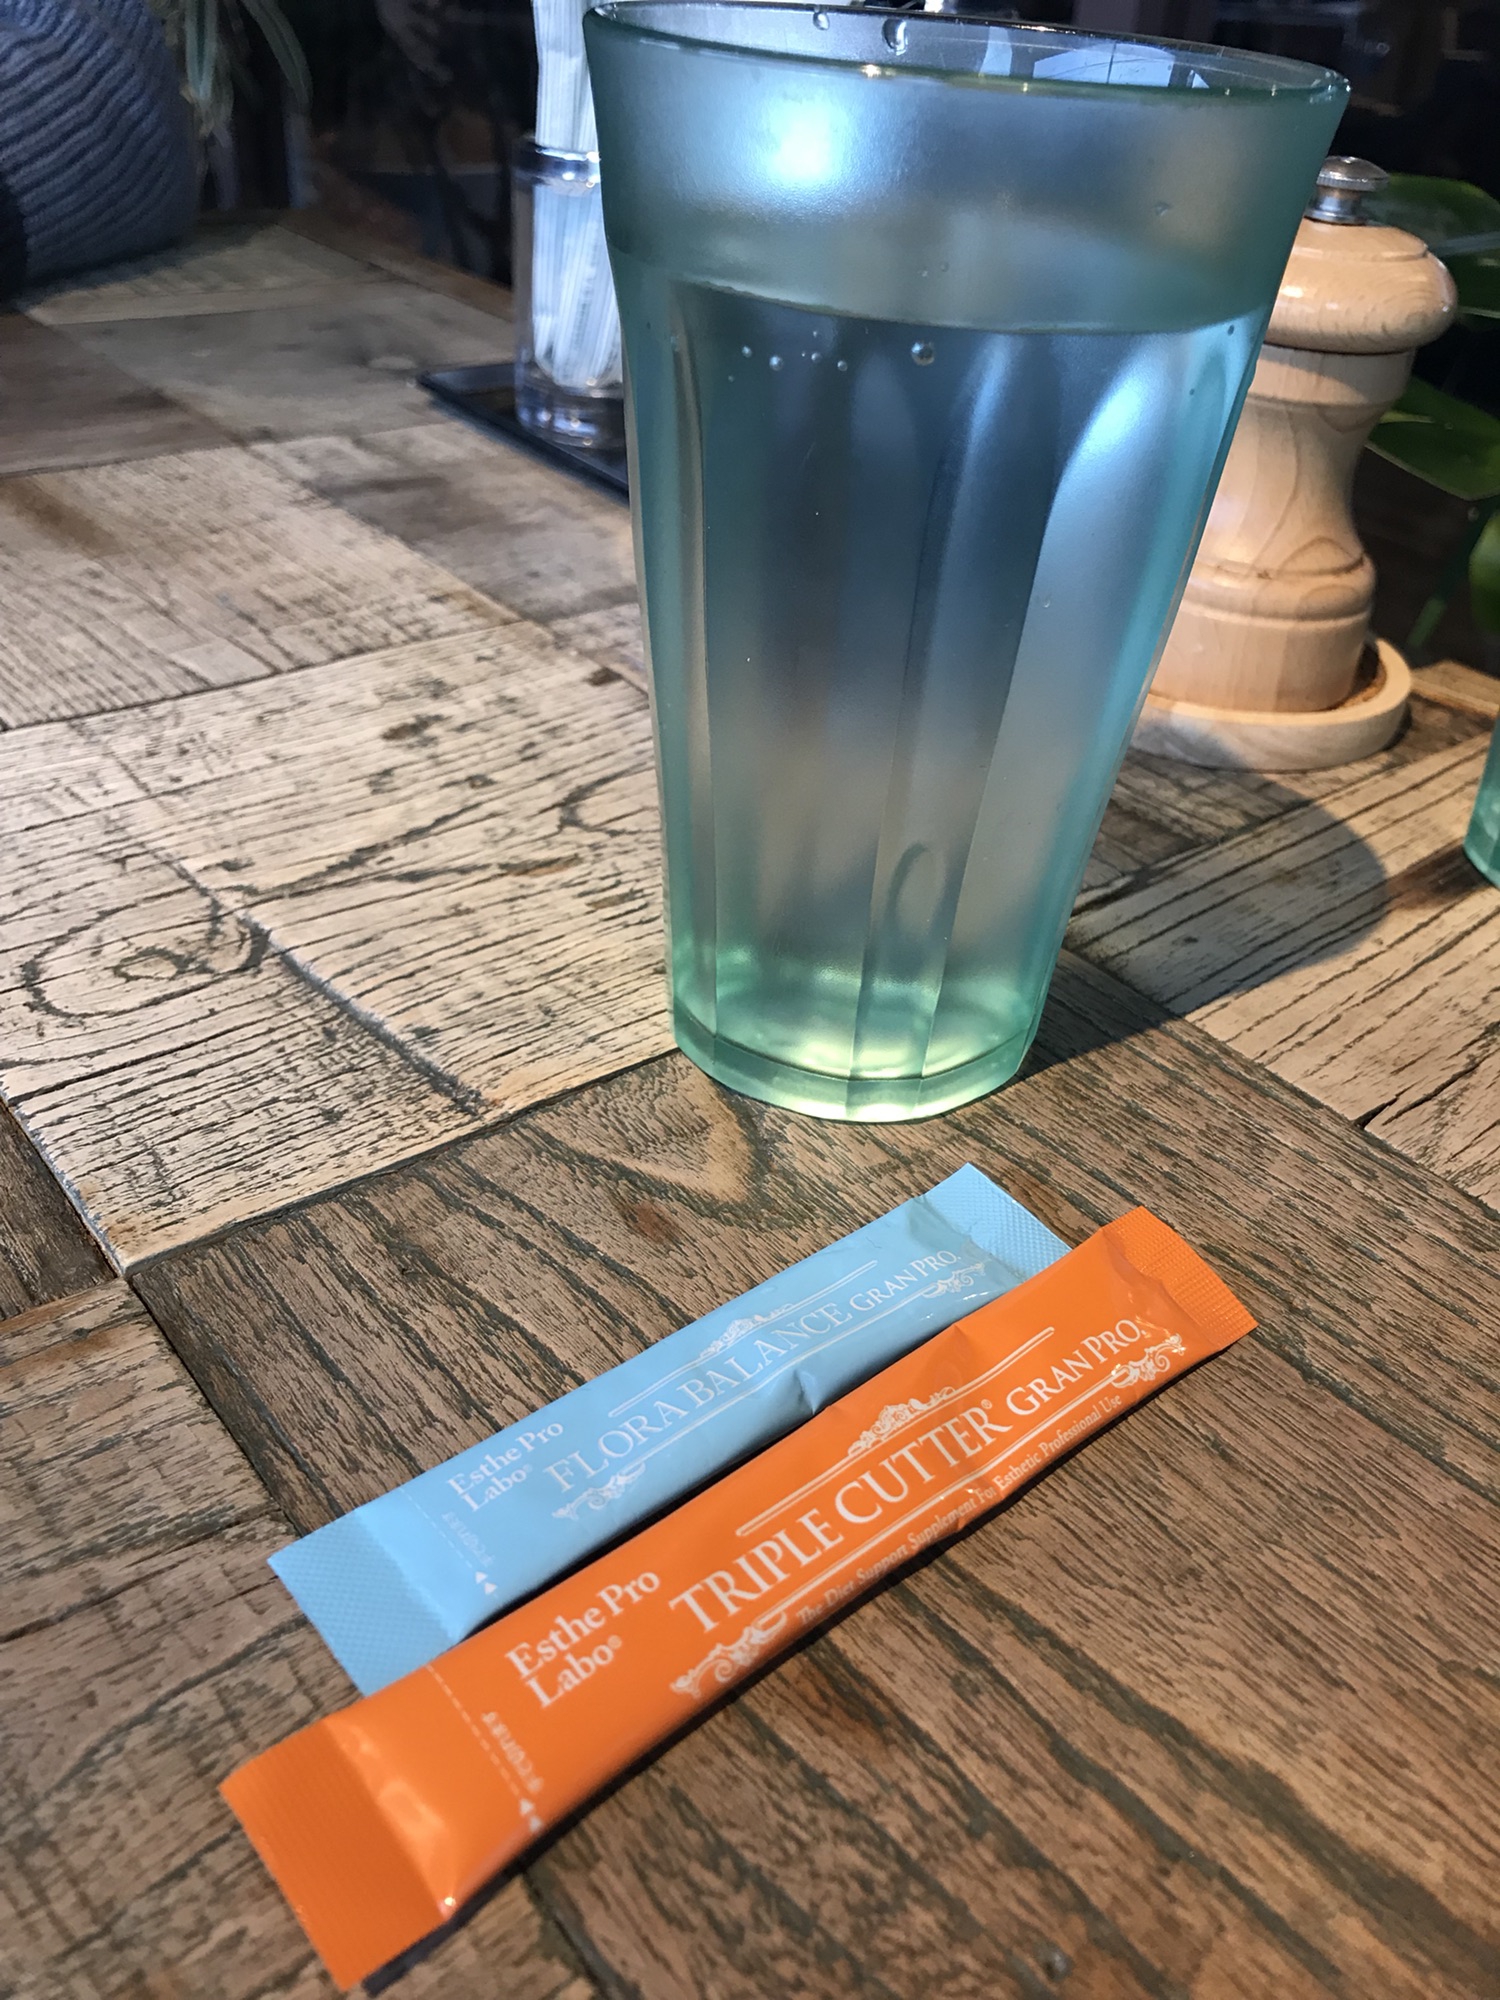 Esthe Pro
Labo®
FLORA BALANCE GRAN PRO.
Esthe Pro
Labo®
TRIPLE CUTTER® GRAN PRO.
The Diet Support Supplement For Esthetic Professional Use